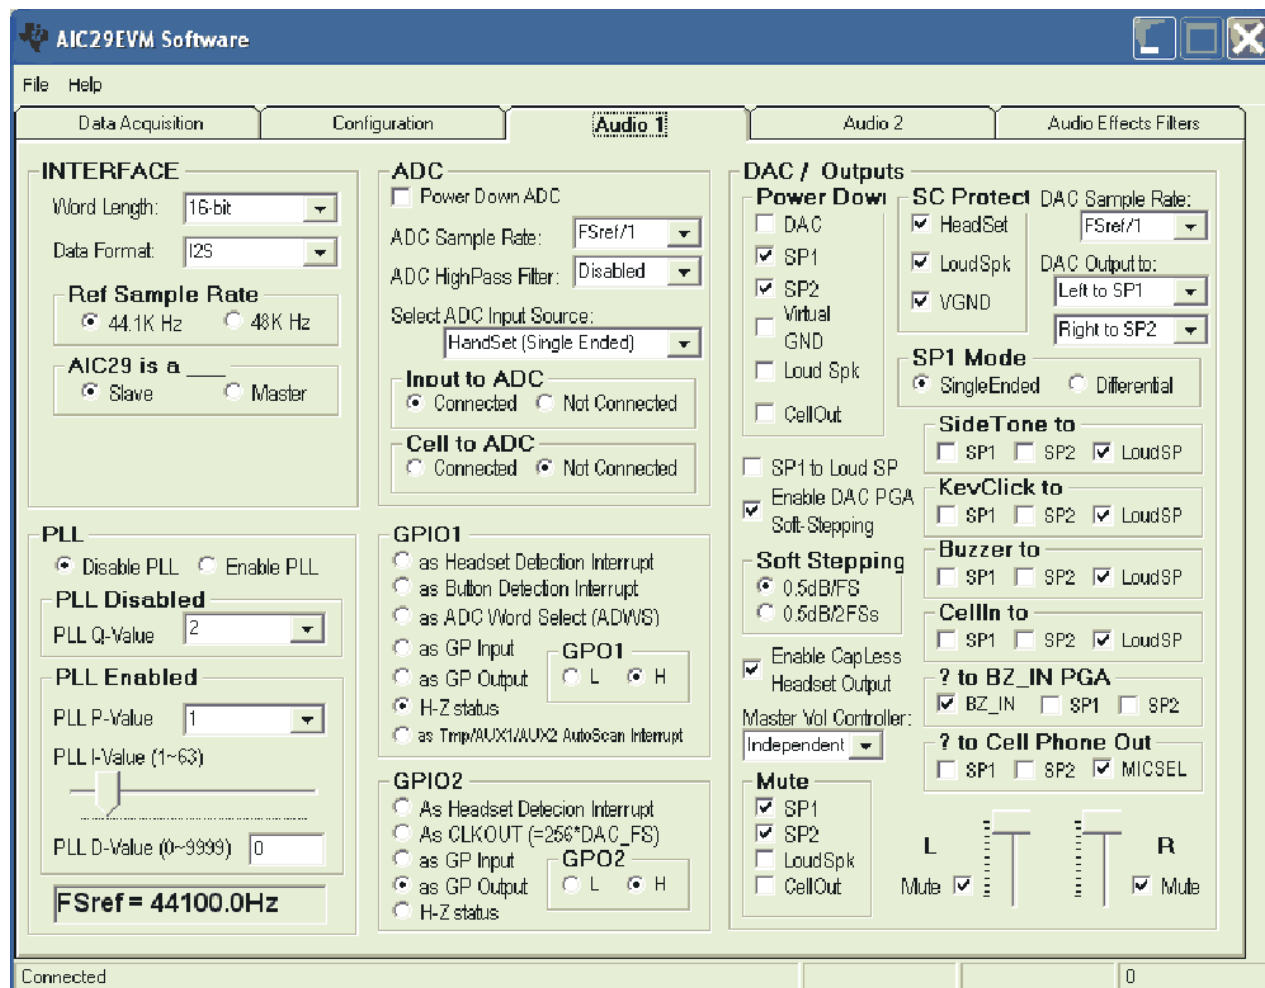 AIC29EVM Software
File Help
Data Acquisition
Configuration
Audio 1
Audio 2
Audio Effects Filters
INTERFACE
Word Length: 16-bit
Data Format: I2S
Ref Sample Rate
44.1K Hz 48K Hz
AIC29 is a ___
Slave Master
PLL
Disable PLL Enable PLL
PLL Disabled
PLL Q-Value 2
PLL Enabled
PLL P-Value 1
PLL I-Value (1~63)
PLL D-Value (0~9999) 0
FSref = 44100.0Hz
ADC
Power Down ADC
ADC Sample Rate: FSref/1
ADC HighPass Filter: Disabled
Select ADC Input Source:
HandSet (Single Ended)
Input to ADC
Connected Not Connected
Cell to ADC
Connected Not Connected
GPIO1
as Headset Detection Interrupt
as Button Detection Interrupt
as ADC Word Select (ADWS)
as GP Input
as GP Output
H-Z status
as Tmp/AUX1/AUX2 AutoScan Interrupt
GPO1
L H
GPIO2
As Headset Detecion Interrupt
As CLKOUT (=256*DAC_FS)
as GP Input
as GP Output
H-Z status
GPO2
L H
DAC / Outputs
Power Down
DAC
SP1
SP2
Virtual
GND
Loud Spk
CellOut
SC Protect
HeadSet
LoudSpk
VGND
DAC Sample Rate:
FSref/1
DAC Output to:
Left to SP1
Right to SP2
SP1 Mode
SingleEnded Differential
SP1 to Loud SP
Enable DAC PGA
Soft-Stepping
Soft Stepping
0.5dB/FS
0.5dB/2FSs
Enable CapLess
Headset Output
Master Vol Controller:
Independent
Mute
SP1
SP2
LoudSpk
CellOut
SideTone to
SP1 SP2 LoudSP
KeyClick to
SP1 SP2 LoudSP
Buzzer to
SP1 SP2 LoudSP
CellIn to
SP1 SP2 LoudSP
? to BZ_IN PGA
BZ_IN SP1 SP2
? to Cell Phone Out
SP1 SP2 MICSEL
L R
Mute Mute
Connected 0